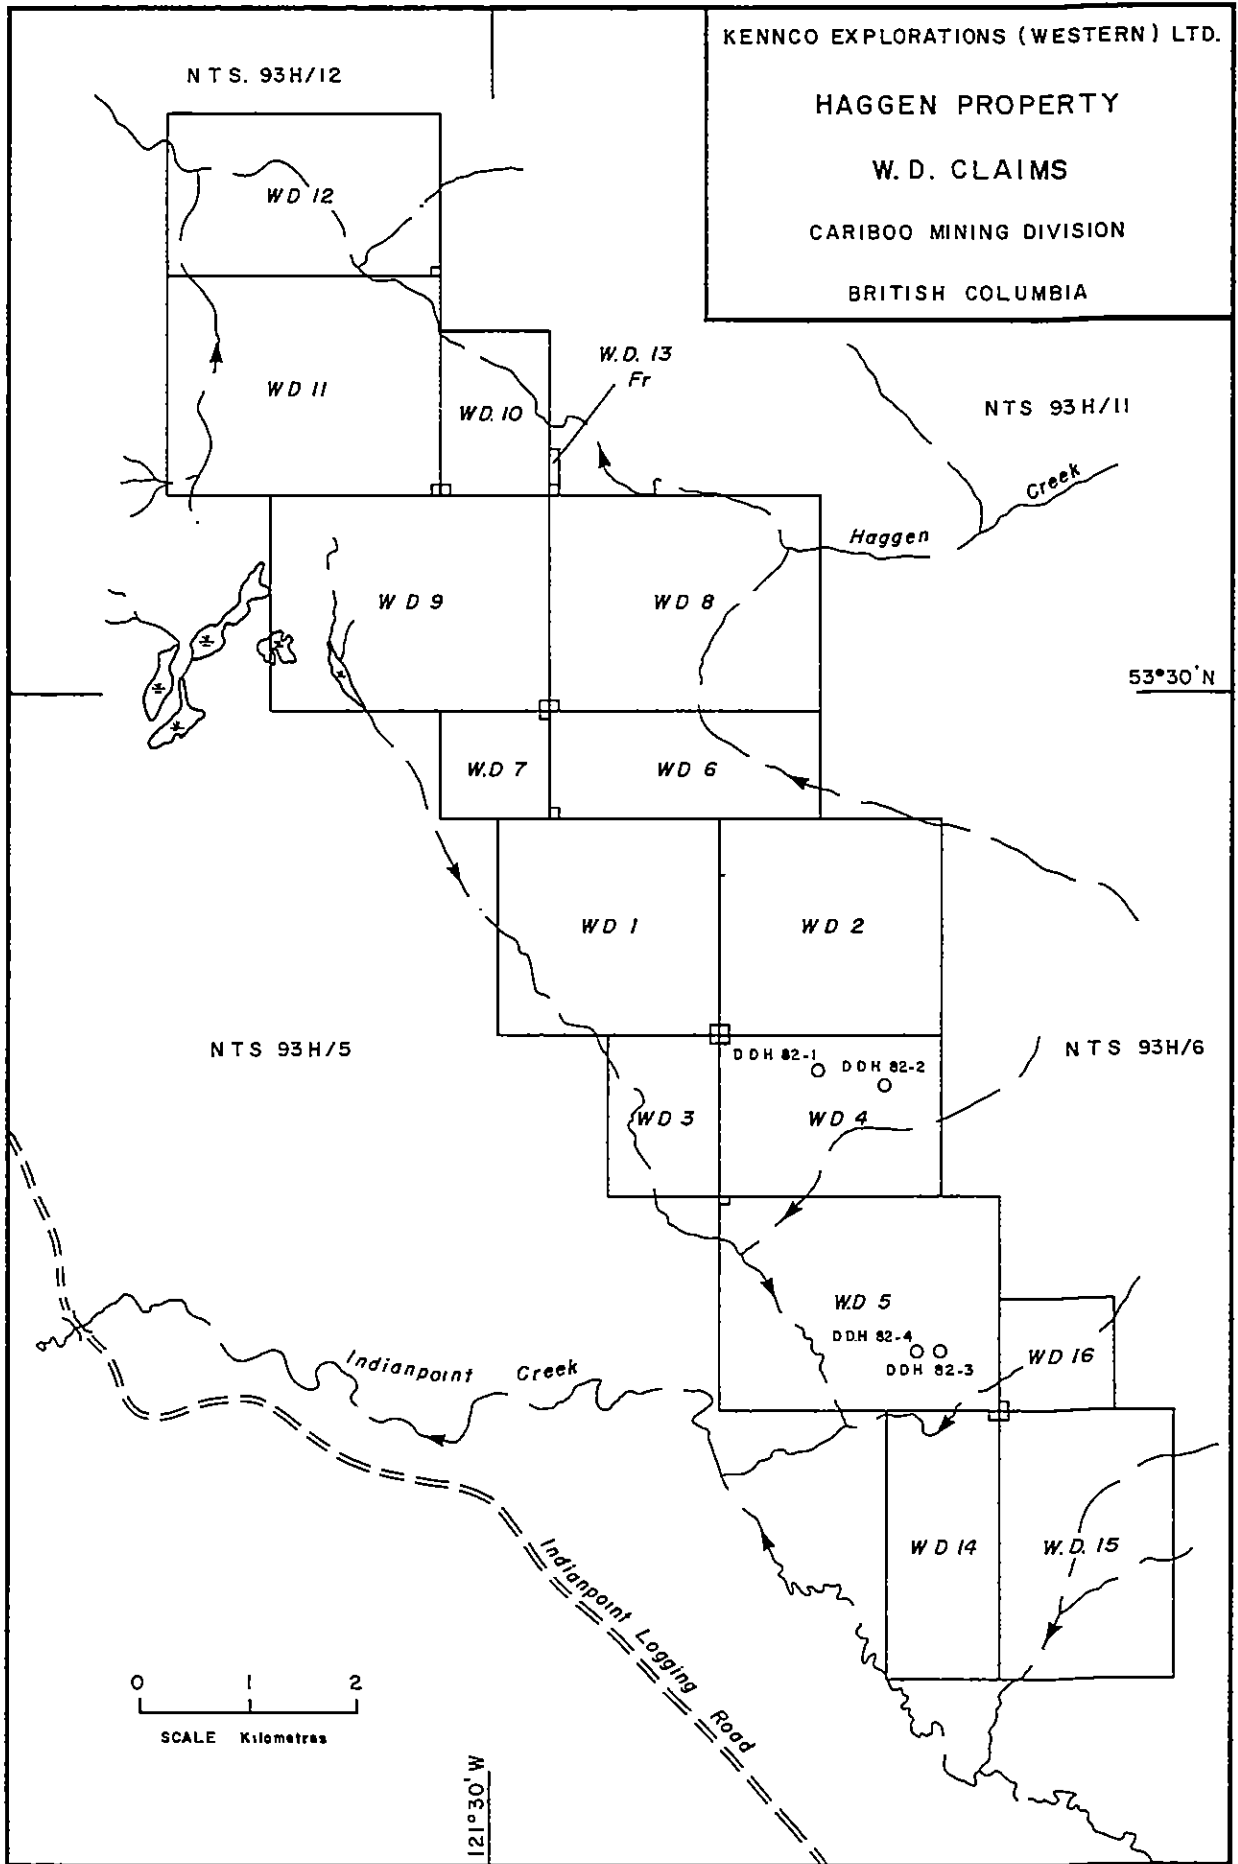 KENNCO EXPLORATIONS (WESTERN) LTD.
HAGGEN PROPERTY
W.D. CLAIMS
CARIBOO MINING DIVISION
BRITISH COLUMBIA
NTS. 93H/12
WD 12
WD 11
W.D. 13
Fr
WD. 10
NTS 93H/11
Haggen Creek
WD 9
WD 8
53°30'N
W.D 7
WD 6
WD 1
WD 2
NTS 93H/5
NTS 93H/6
DDH 82-1
DDH 82-2
WD 3
WD 4
W.D 5
DDH 82-4
DDH 82-3
WD 16
Indianpoint Creek
WD 14
W.D. 15
Indianpoint Logging Road
0 1 2
SCALE Kilometres
121°30'W